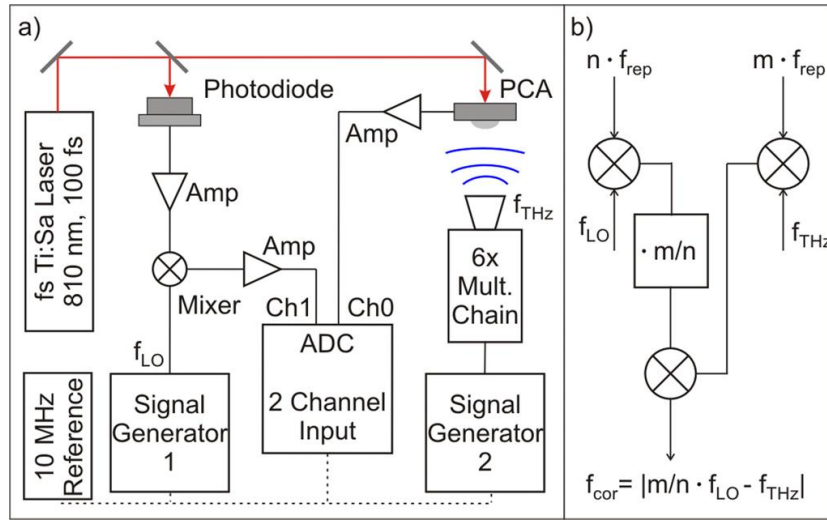 a)
Photodiode
PCA
Amp
fs Ti:Sa Laser
810 nm, 100 fs
Amp
f_THz
Amp
Mixer
6x
Mult.
Chain
Ch1
Ch0
f_LO
ADC
2 Channel
Input
10 MHz
Reference
Signal
Generator
1
Signal
Generator
2
b)
n · f_rep
m · f_rep
f_LO
f_THz
· m/n
f_cor= |m/n · f_LO - f_THz|